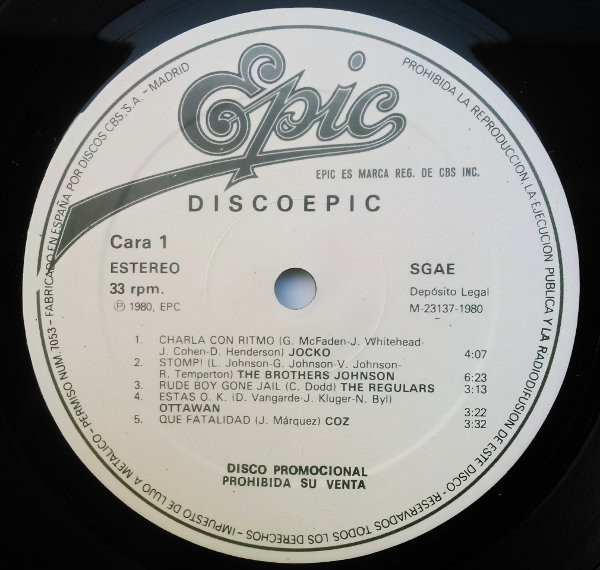 FABRICADO EN ESPAÑA POR DISCOS CBS, S.A. - MADRID
PROHIBIDA LA REPRODUCCION, LA EJECUCION PUBLICA Y LA RADIODIFUSION DE ESTE DISCO - RESERVADOS TODOS LOS DERECHOS - IMPUESTO DE LUJO A METALICO - PERMISO NUM. 7053 -
Epic
EPIC ES MARCA REG. DE CBS INC.
DISCOEPIC
Cara 1
ESTEREO SGAE
33 rpm. Depósito Legal
Ⓟ 1980, EPC M-23137-1980
1. CHARLA CON RITMO (G. McFaden-J. Whitehead-
J. Cohen-D. Henderson) JOCKO 4:07
2. STOMP! (L. Johnson-G. Johnson-V. Johnson-
R. Temperton) THE BROTHERS JOHNSON 6:23
3. RUDE BOY GONE JAIL (C. Dodd) THE REGULARS 3:13
4. ESTAS O. K. (D. Vangarde-J. Kluger-N. Byl)
OTTAWAN 3:22
5. QUE FATALIDAD (J. Márquez) COZ 3:32
DISCO PROMOCIONAL
PROHIBIDA SU VENTA